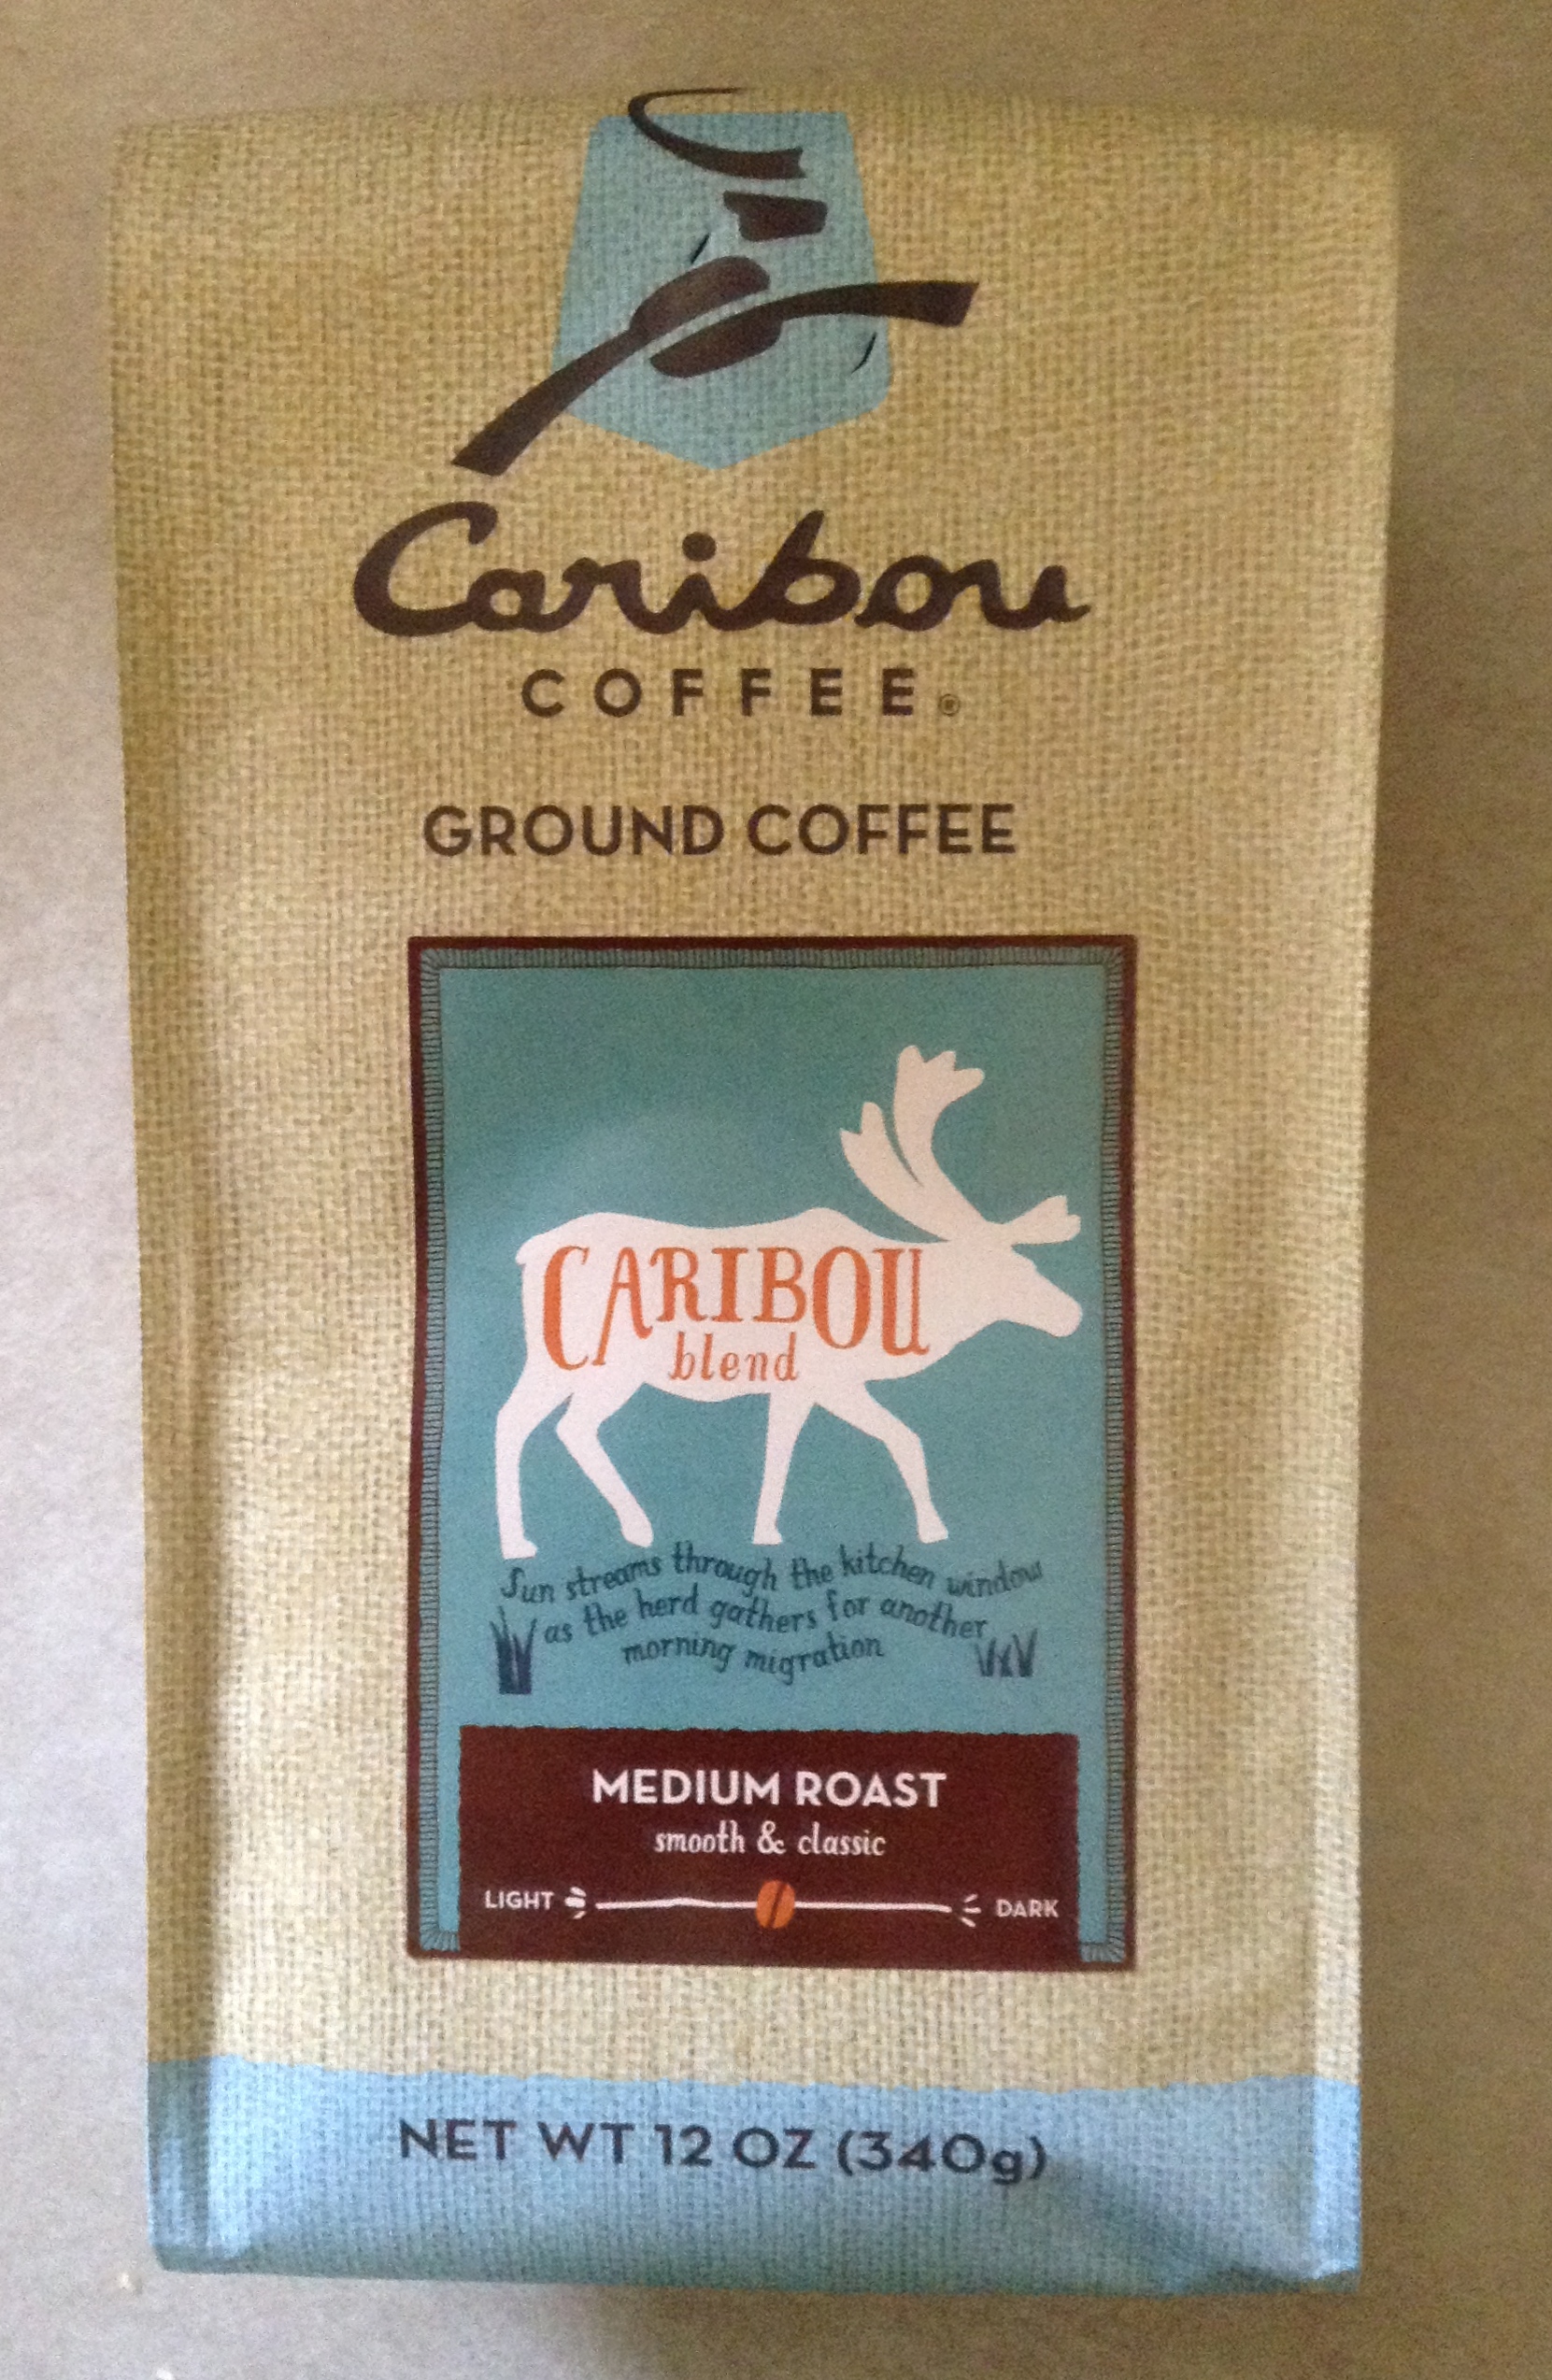 Caribou
COFFEE®
GROUND COFFEE
CARIBOU
blend
Sun streams through the kitchen window
as the herd gathers for another
morning migration
MEDIUM ROAST
smooth & classic
LIGHT DARK
NET WT 12 OZ (340g)